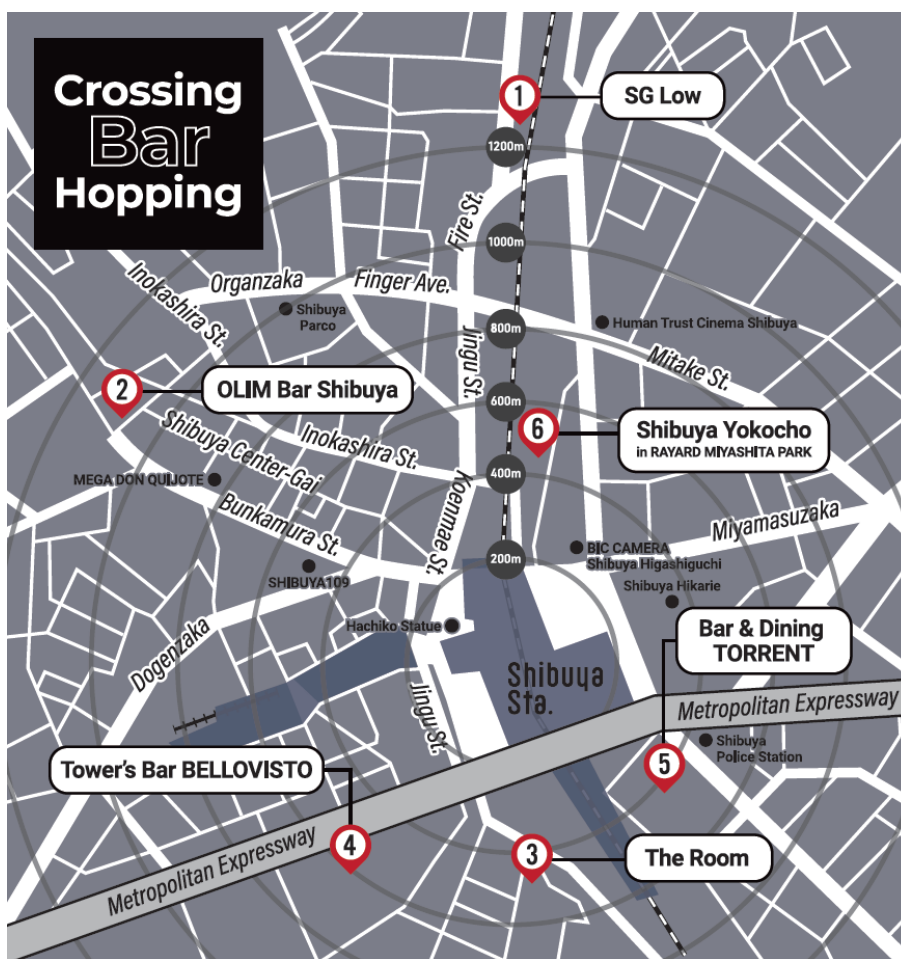 Crossing
Bar
Hopping
1
SG Low
1200m
Fire St.
1000m
Inokashira St.
Organzaka
Finger Ave.
Shibuya
Parco
800m
Human Trust Cinema Shibuya
Jingu St.
Mitake St.
2
OLIM Bar Shibuya
600m
6
Shibuya Yokocho
in RAYARD MIYASHITA PARK
Shibuya Center-Gai
Inokashira St.
400m
MEGA DON QUIJOTE
Koenmae St.
Bunkamura St.
Miyamasuzaka
200m
BIC CAMERA
Shibuya Higashiguchi
SHIBUYA109
Shibuya Hikarie
Hachiko Statue
Bar & Dining
TORRENT
Dogenzaka
Shibuya
Sta.
Jingu St.
Metropolitan Expressway
Shibuya
Police Station
5
Tower's Bar BELLOVISTO
4
Metropolitan Expressway
3
The Room